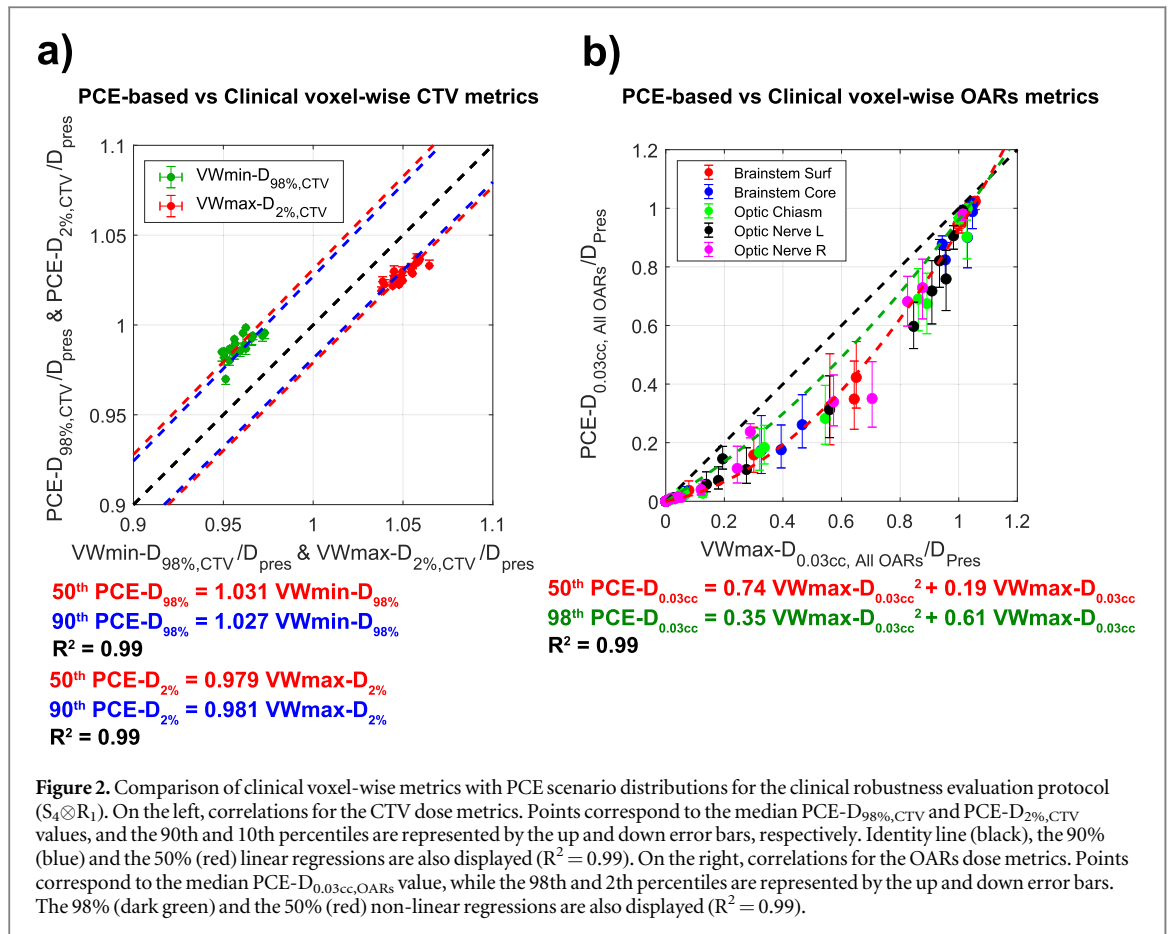 a)
PCE-based vs Clinical voxel-wise CTV metrics
PCE-D98%,CTV/Dpres & PCE-D2%,CTV/Dpres
1.1
1.05
1
0.95
0.9
VWmin-D98%,CTV
VWmax-D2%,CTV
0.9 0.95 1 1.05 1.1
VWmin-D98%,CTV/Dpres & VWmax-D2%,CTV/Dpres
50th PCE-D98% = 1.031 VWmin-D98%
90th PCE-D98% = 1.027 VWmin-D98%
R² = 0.99
50th PCE-D2% = 0.979 VWmax-D2%
90th PCE-D2% = 0.981 VWmax-D2%
R² = 0.99
b)
PCE-based vs Clinical voxel-wise OARs metrics
PCE-D0.03cc, All OARs/DPres
1.2
1
0.8
0.6
0.4
0.2
0
Brainstem Surf
Brainstem Core
Optic Chiasm
Optic Nerve L
Optic Nerve R
0 0.2 0.4 0.6 0.8 1 1.2
VWmax-D0.03cc, All OARs/DPres
50th PCE-D0.03cc = 0.74 VWmax-D0.03cc² + 0.19 VWmax-D0.03cc
98th PCE-D0.03cc = 0.35 VWmax-D0.03cc² + 0.61 VWmax-D0.03cc
R² = 0.99
Figure 2. Comparison of clinical voxel-wise metrics with PCE scenario distributions for the clinical robustness evaluation protocol
(S4⊗R1). On the left, correlations for the CTV dose metrics. Points correspond to the median PCE-D98%,CTV and PCE-D2%,CTV
values, and the 90th and 10th percentiles are represented by the up and down error bars, respectively. Identity line (black), the 90%
(blue) and the 50% (red) linear regressions are also displayed (R² = 0.99). On the right, correlations for the OARs dose metrics. Points
correspond to the median PCE-D0.03cc,OARs value, while the 98th and 2th percentiles are represented by the up and down error bars.
The 98% (dark green) and the 50% (red) non-linear regressions are also displayed (R² = 0.99).